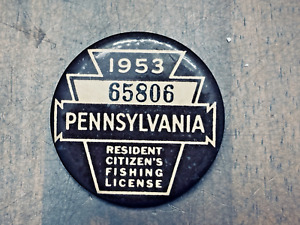 1953
65806
PENNSYLVANIA
RESIDENT
CITIZEN'S
FISHING
LICENSE